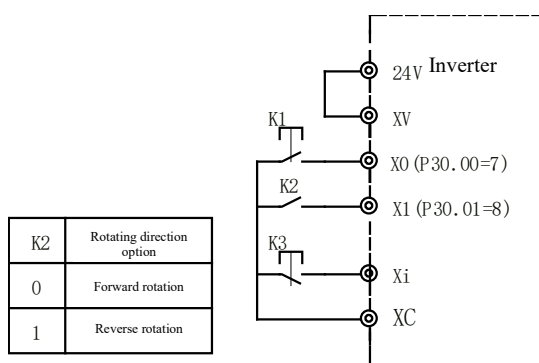 24V Inverter
XV
K1
X0(P30.00=7)
K2
X1(P30.01=8)
K3
Xi
XC
K2 Rotating direction
option
0 Forward rotation
1 Reverse rotation